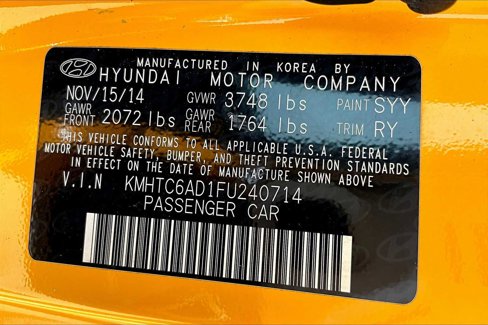 MANUFACTURED IN KOREA BY
HYUNDAI MOTOR COMPANY
NOV/15/14 GVWR 3748 lbs PAINT SYY
GAWR FRONT 2072 lbs GAWR REAR 1764 lbs TRIM RY
THIS VEHICLE CONFORMS TO ALL APPLICABLE U.S.A. FEDERAL
MOTOR VEHICLE SAFETY, BUMPER, AND THEFT PREVENTION STANDARDS
IN EFFECT ON THE DATE OF MANUFACTURE SHOWN ABOVE
V.I.N KMHTC6AD1FU240714
PASSENGER CAR